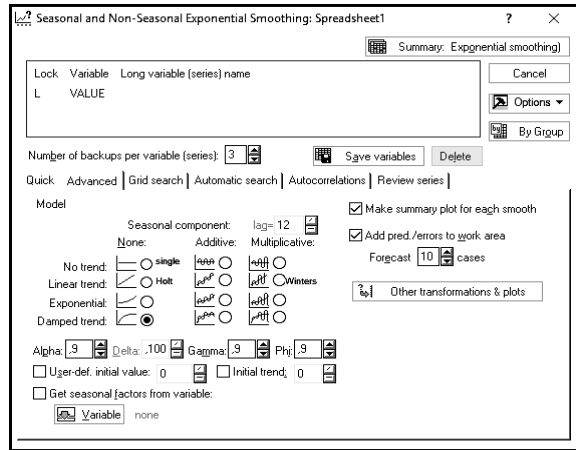 Seasonal and Non-Seasonal Exponential Smoothing: Spreadsheet1 ? ×
Summary: Exponential smoothing)
Lock Variable Long variable (series) name
L VALUE
Cancel
Options
By Group
Number of backups per variable (series): 3 Save variables Delete
Quick Advanced Grid search Automatic search Autocorrelations Review series
Model
Seasonal component: lag= 12
None: Additive: Multiplicative:
No trend: single
Linear trend: Holt Winters
Exponential:
Damped trend:
Make summary plot for each smooth
Add pred./errors to work area
Forecast 10 cases
Other transformations & plots
Alpha: ,9 Delta: ,100 Gamma: ,9 Phi: ,9
User-def. initial value: 0 Initial trend: 0
Get seasonal factors from variable:
Variable none